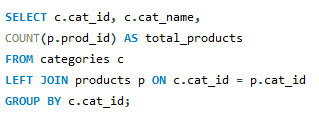 SELECT c.cat_id, c.cat_name,
COUNT(p.prod_id) AS total_products
FROM categories c
LEFT JOIN products p ON c.cat_id = p.cat_id
GROUP BY c.cat_id;